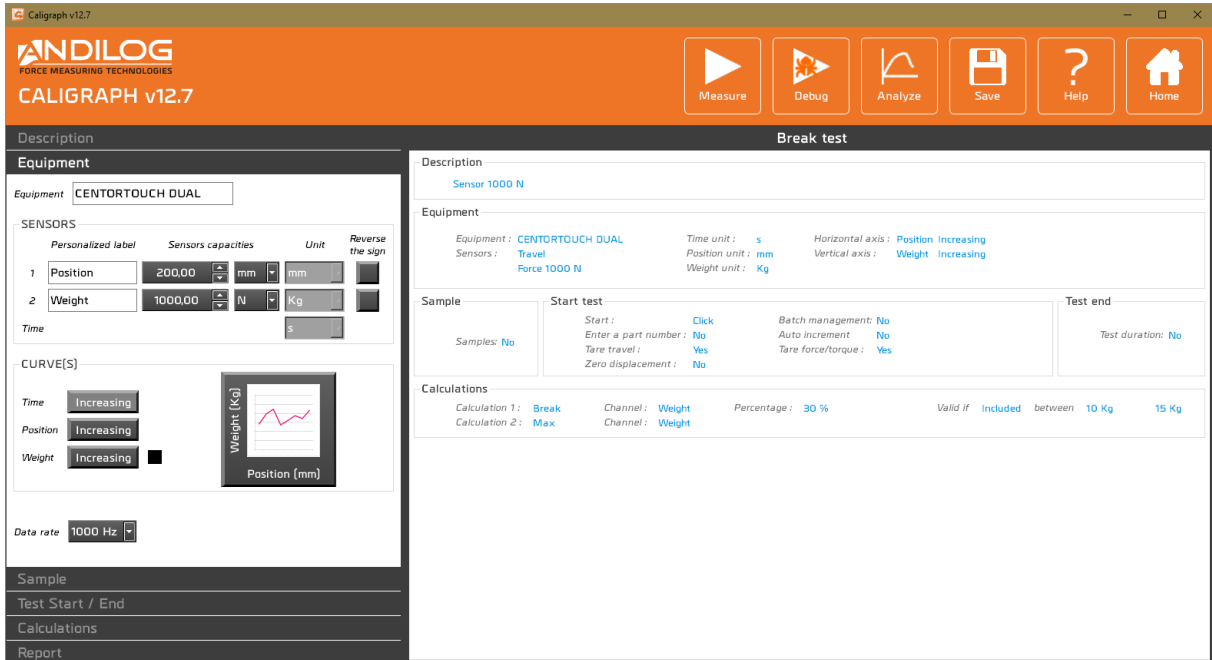 Caligraph v12.7
ANDILOG
FORCE MEASURING TECHNOLOGIES
CALIGRAPH v12.7
Measure
Debug
Analyze
Save
Help
Home
Description
Equipment
Equipment CENTORTOUCH DUAL
SENSORS
Personalized label Sensors capacities Unit Reverse the sign
1 Position 200,00 mm mm
2 Weight 1000,00 N Kg
Time s
CURVE(S)
Time Increasing
Position Increasing
Weight Increasing
Weight (Kg)
Position (mm)
Data rate 1000 Hz
Sample
Test Start / End
Calculations
Report
Break test
Description
Sensor 1000 N
Equipment
Equipment : CENTORTOUCH DUAL Time unit : s Horizontal axis : Position Increasing
Sensors : Travel Position unit : mm Vertical axis : Weight Increasing
Force 1000 N Weight unit : Kg
Sample
Samples: No
Start test
Start : Click Batch management: No
Enter a part number : No Auto increment No
Tare travel : Yes Tare force/torque : Yes
Zero displacement : No
Test end
Test duration: No
Calculations
Calculation 1 : Break Channel : Weight Percentage : 30 % Valid if Included between 10 Kg 15 Kg
Calculation 2 : Max Channel : Weight